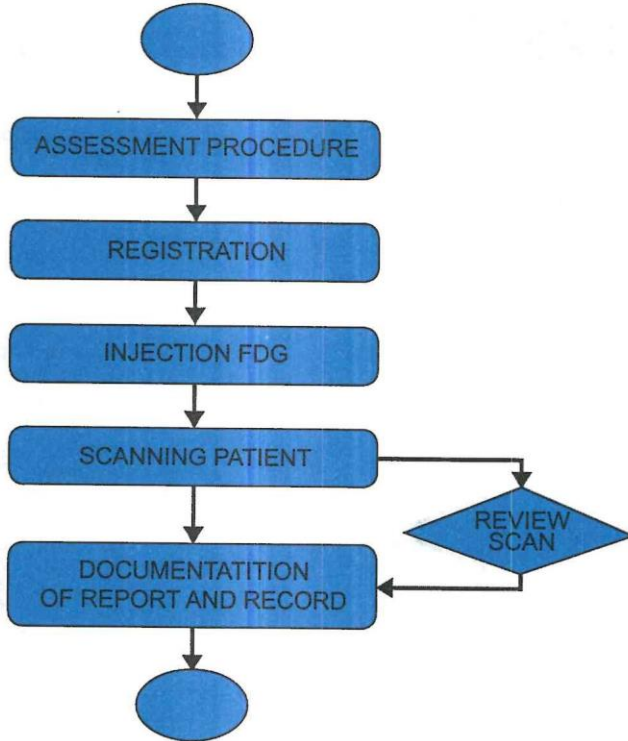 ASSESSMENT PROCEDURE
REGISTRATION
INJECTION FDG
SCANNING PATIENT
REVIEW
SCAN
DOCUMENTATITION
OF REPORT AND RECORD